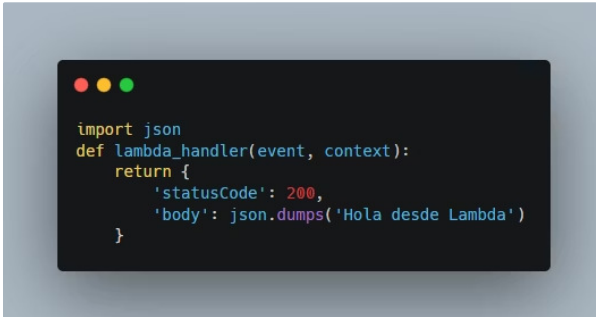 import json
def lambda_handler(event, context):
    return {
        'statusCode': 200,
        'body': json.dumps('Hola desde Lambda')
    }